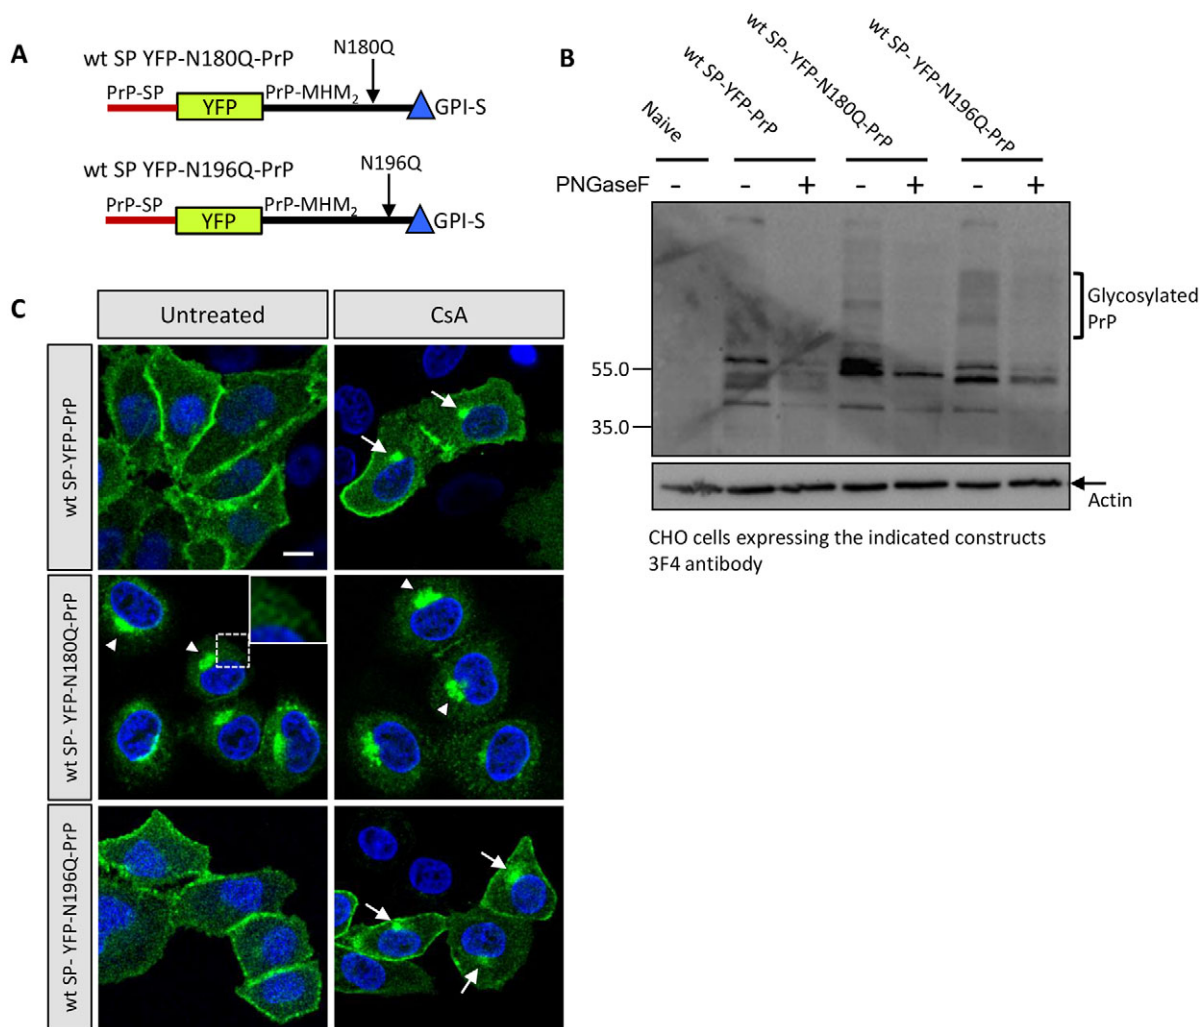 A
wt SP YFP-N180Q-PrP
N180Q
PrP-SP
YFP
PrP-MHM2
GPI-S
wt SP YFP-N196Q-PrP
N196Q
PrP-SP
YFP
PrP-MHM2
GPI-S
B
Naive
wt SP-YFP-PrP
wt SP- YFP-N180Q-PrP
wt SP- YFP-N196Q-PrP
PNGaseF - - + - + - +
Glycosylated
PrP
55.0
35.0
Actin
CHO cells expressing the indicated constructs
3F4 antibody
C
Untreated
CsA
wt SP-YFP-PrP
wt SP- YFP-N180Q-PrP
wt SP- YFP-N196Q-PrP